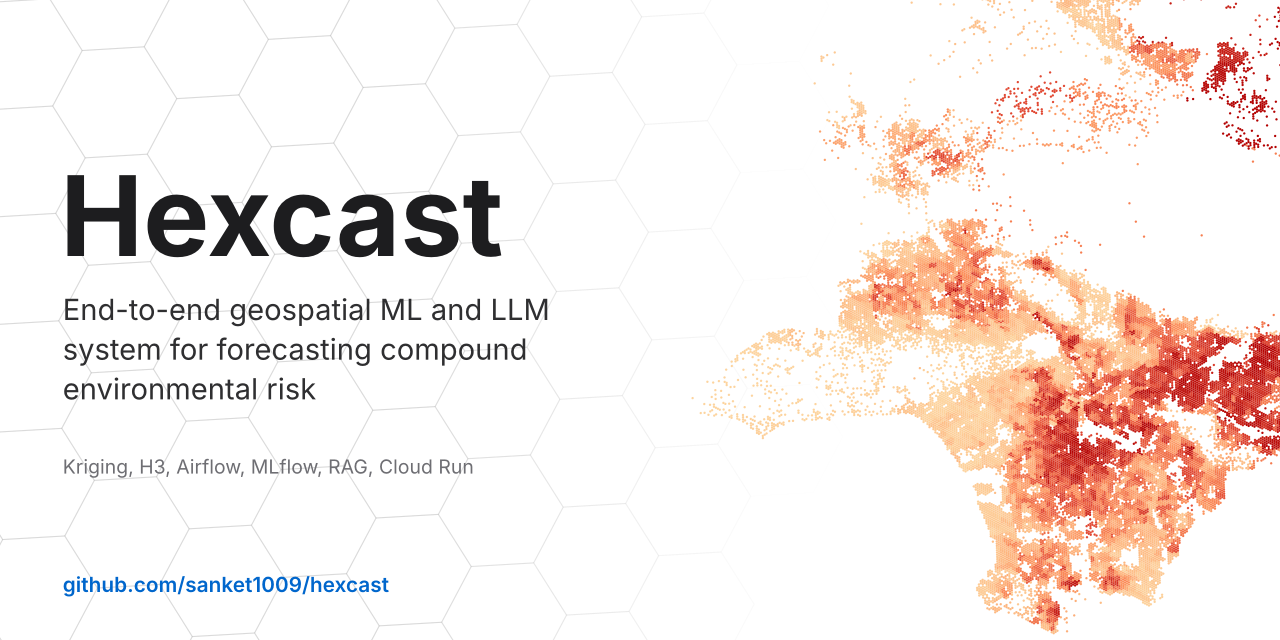 Hexcast
End-to-end geospatial ML and LLM
system for forecasting compound
environmental risk
Kriging, H3, Airflow, MLflow, RAG, Cloud Run
github.com/sanket1009/hexcast